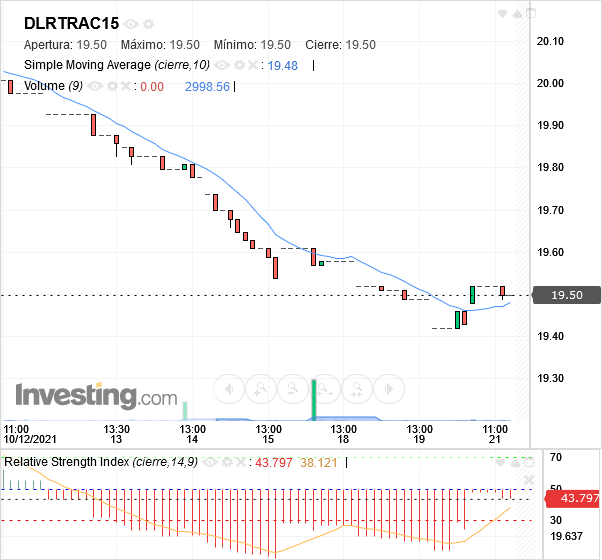 DLRTRAC15
Apertura: 19.50 Máximo: 19.50 Mínimo: 19.50 Cierre: 19.50
Simple Moving Average (cierre,10) : 19.48
Volume (9) : 0.00 2998.56
20.10
20.00
19.90
19.80
19.70
19.60
19.50
19.40
19.30
Investing.com
11:00 13:00 13:00 13:00 13:00 13:00 11:00
10/12/2021 13 14 15 18 19 21
Relative Strength Index (cierre,14,9) : 43.797 38.121
70
50
43.797
30
19.637